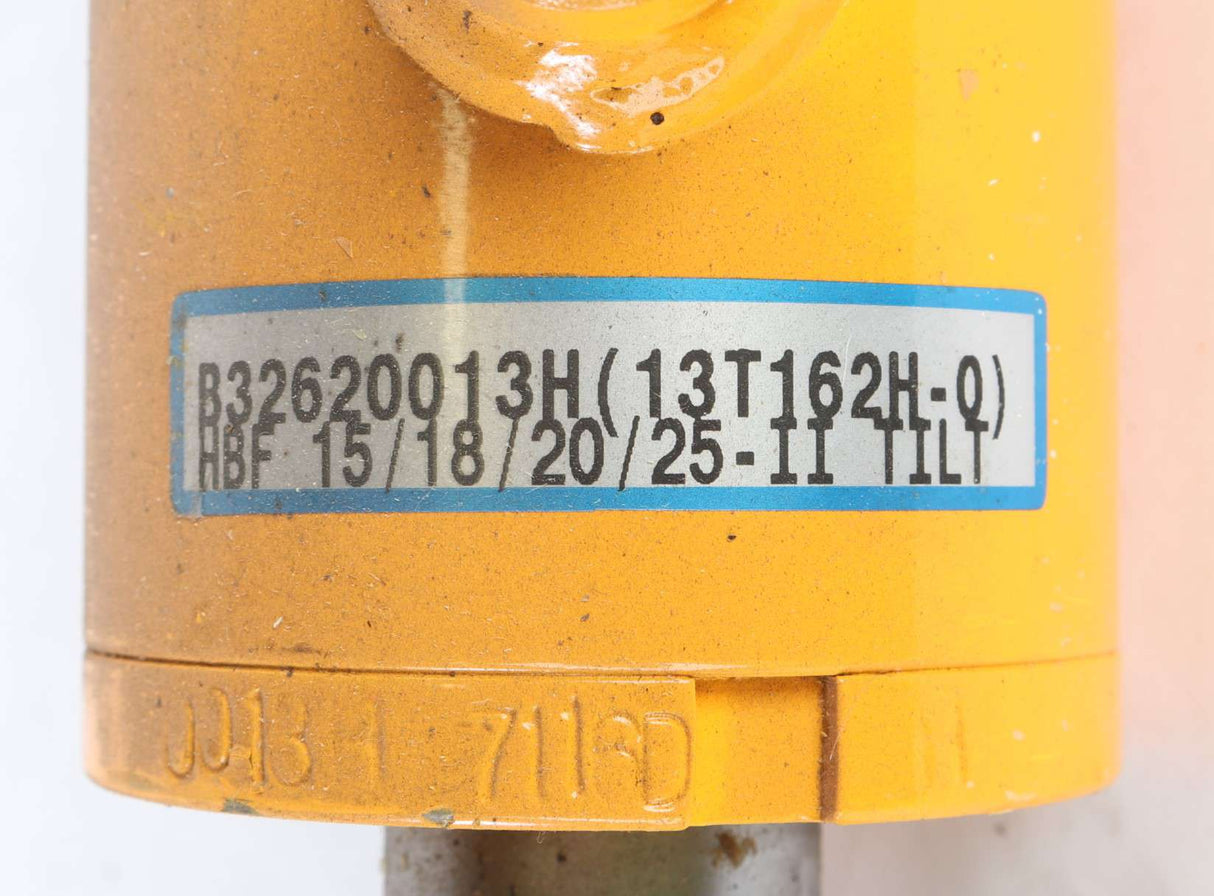 B32620013H(13T162H-0)
HBF 15/18/20/25-II TILT